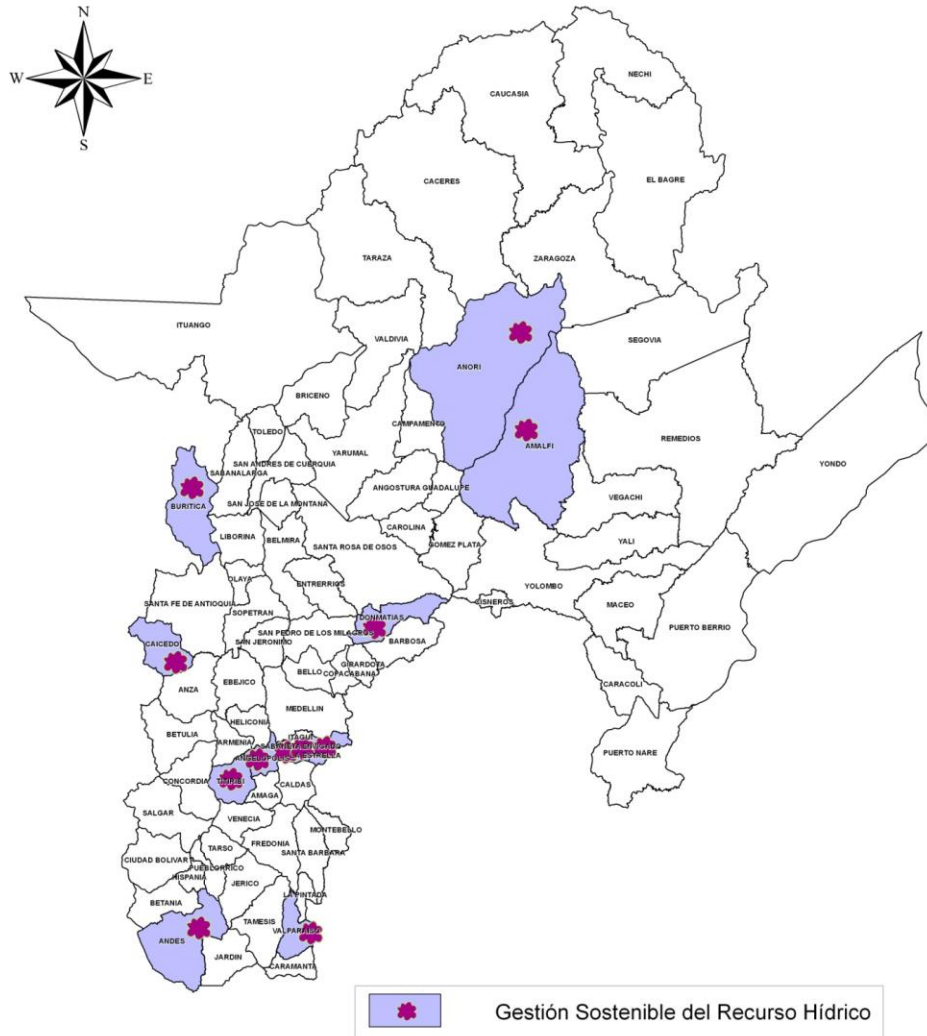 N
W E
S
NECHI
CAUCASIA
EL BAGRE
CACERES
ZARAGOZA
TARAZA
ITUANGO
VALDIVIA
SEGOVIA
ANORI
BRICENO
CAMPAMENTO
TOLEDO
YARUMAL
AMALFI
REMEDIOS
SAN ANDRES DE CUERQUIA
SABANALARGA
YONDO
ANGOSTURA GUADALUPE
VEGACHI
BURITICA
SAN JOSE DE LA MONTANA
CAROLINA
LIBORINA
BELMIRA
YALI
SANTA ROSA DE OSOS
GOMEZ PLATA
OLAYA
ENTRERRIOS
YOLOMBO
CISNEROS
SANTA FE DE ANTIOQUIA
MACEO
SOPETRAN
DONMATIAS
PUERTO BERRIO
SAN PEDRO DE LOS MILAGROS
CAICEDO
SAN JERONIMO
BARBOSA
GIRARDOTA
BELLO
COPACABANA
EBEJICO
CARACOLI
ANZA
MEDELLIN
HELICONIA
BETULIA
ITAGUI
ARMENIA
SABANETA ENVIGADO
PUERTO NARE
ANGELOPOLIS
LA ESTRELLA
TITIRIBI
CONCORDIA
CALDAS
AMAGA
SALGAR
VENECIA
MONTEBELLO
FREDONIA
TARSO
SANTA BARBARA
CIUDAD BOLIVAR
PUEBLORRICO
HISPANIA
JERICO
LA PINTADA
BETANIA
TAMESIS
VALPARAISO
ANDES
JARDIN
CARAMANTA
Gestión Sostenible del Recurso Hídrico